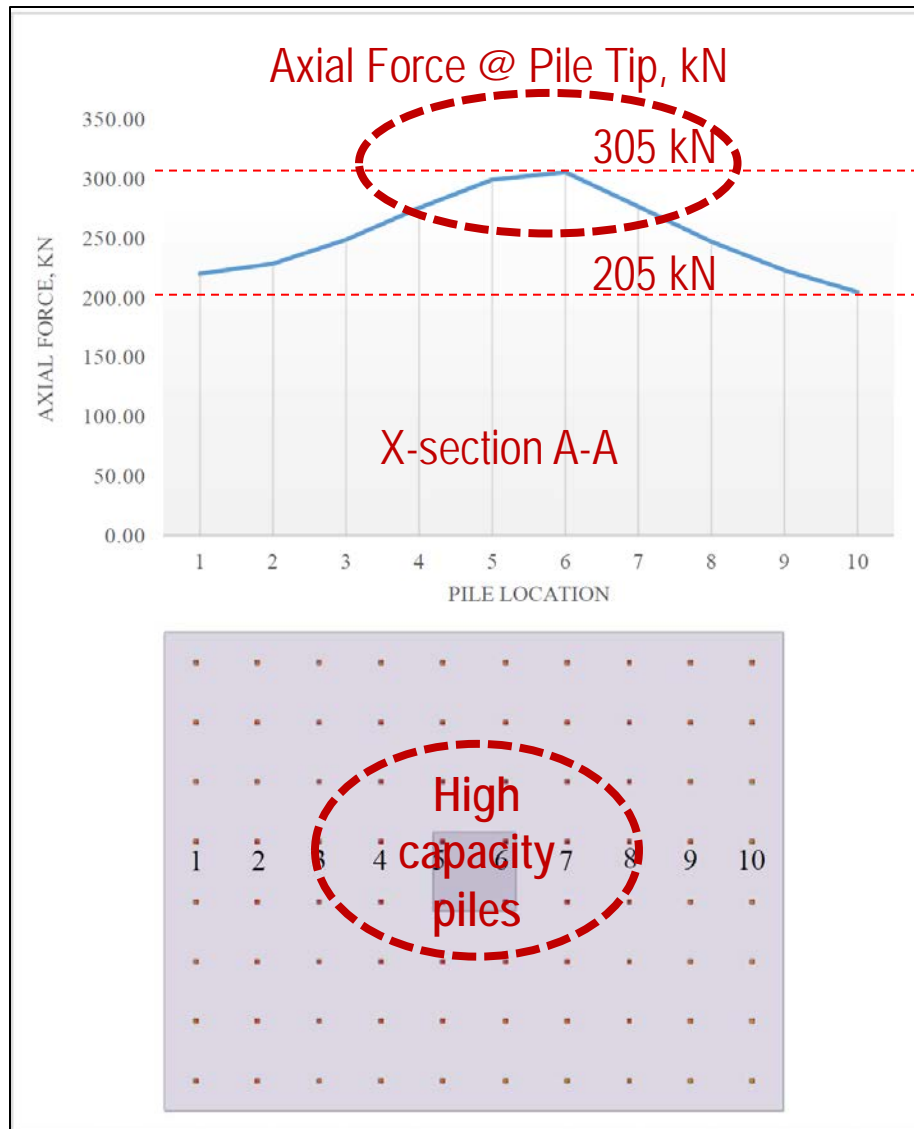 Axial Force @ Pile Tip, kN
350.00
305 kN
300.00
250.00
205 kN
200.00
150.00
100.00
X-section A-A
50.00
0.00
AXIAL FORCE, KN
1 2 3 4 5 6 7 8 9 10
PILE LOCATION
High
capacity
piles
1 2 3 4 5 6 7 8 9 10